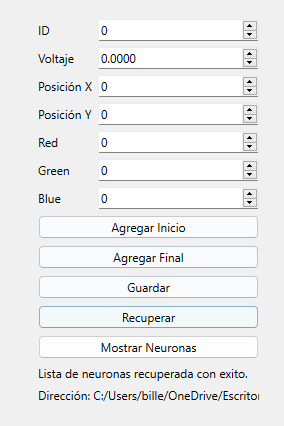 ID 0
Voltaje 0.0000
Posición X 0
Posición Y 0
Red 0
Green 0
Blue 0
Agregar Inicio
Agregar Final
Guardar
Recuperar
Mostrar Neuronas
Lista de neuronas recuperada con exito.
Dirección: C:/Users/bille/OneDrive/Escritor